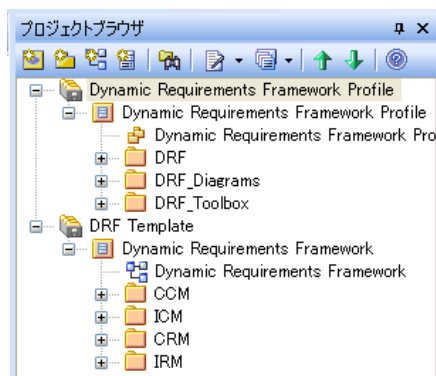 プロジェクトブラウザ
Dynamic Requirements Framework Profile
Dynamic Requirements Framework Profile
Dynamic Requirements Framework Pro
DRF
DRF_Diagrams
DRF_Toolbox
DRF Template
Dynamic Requirements Framework
Dynamic Requirements Framework
CCM
ICM
CRM
IRM